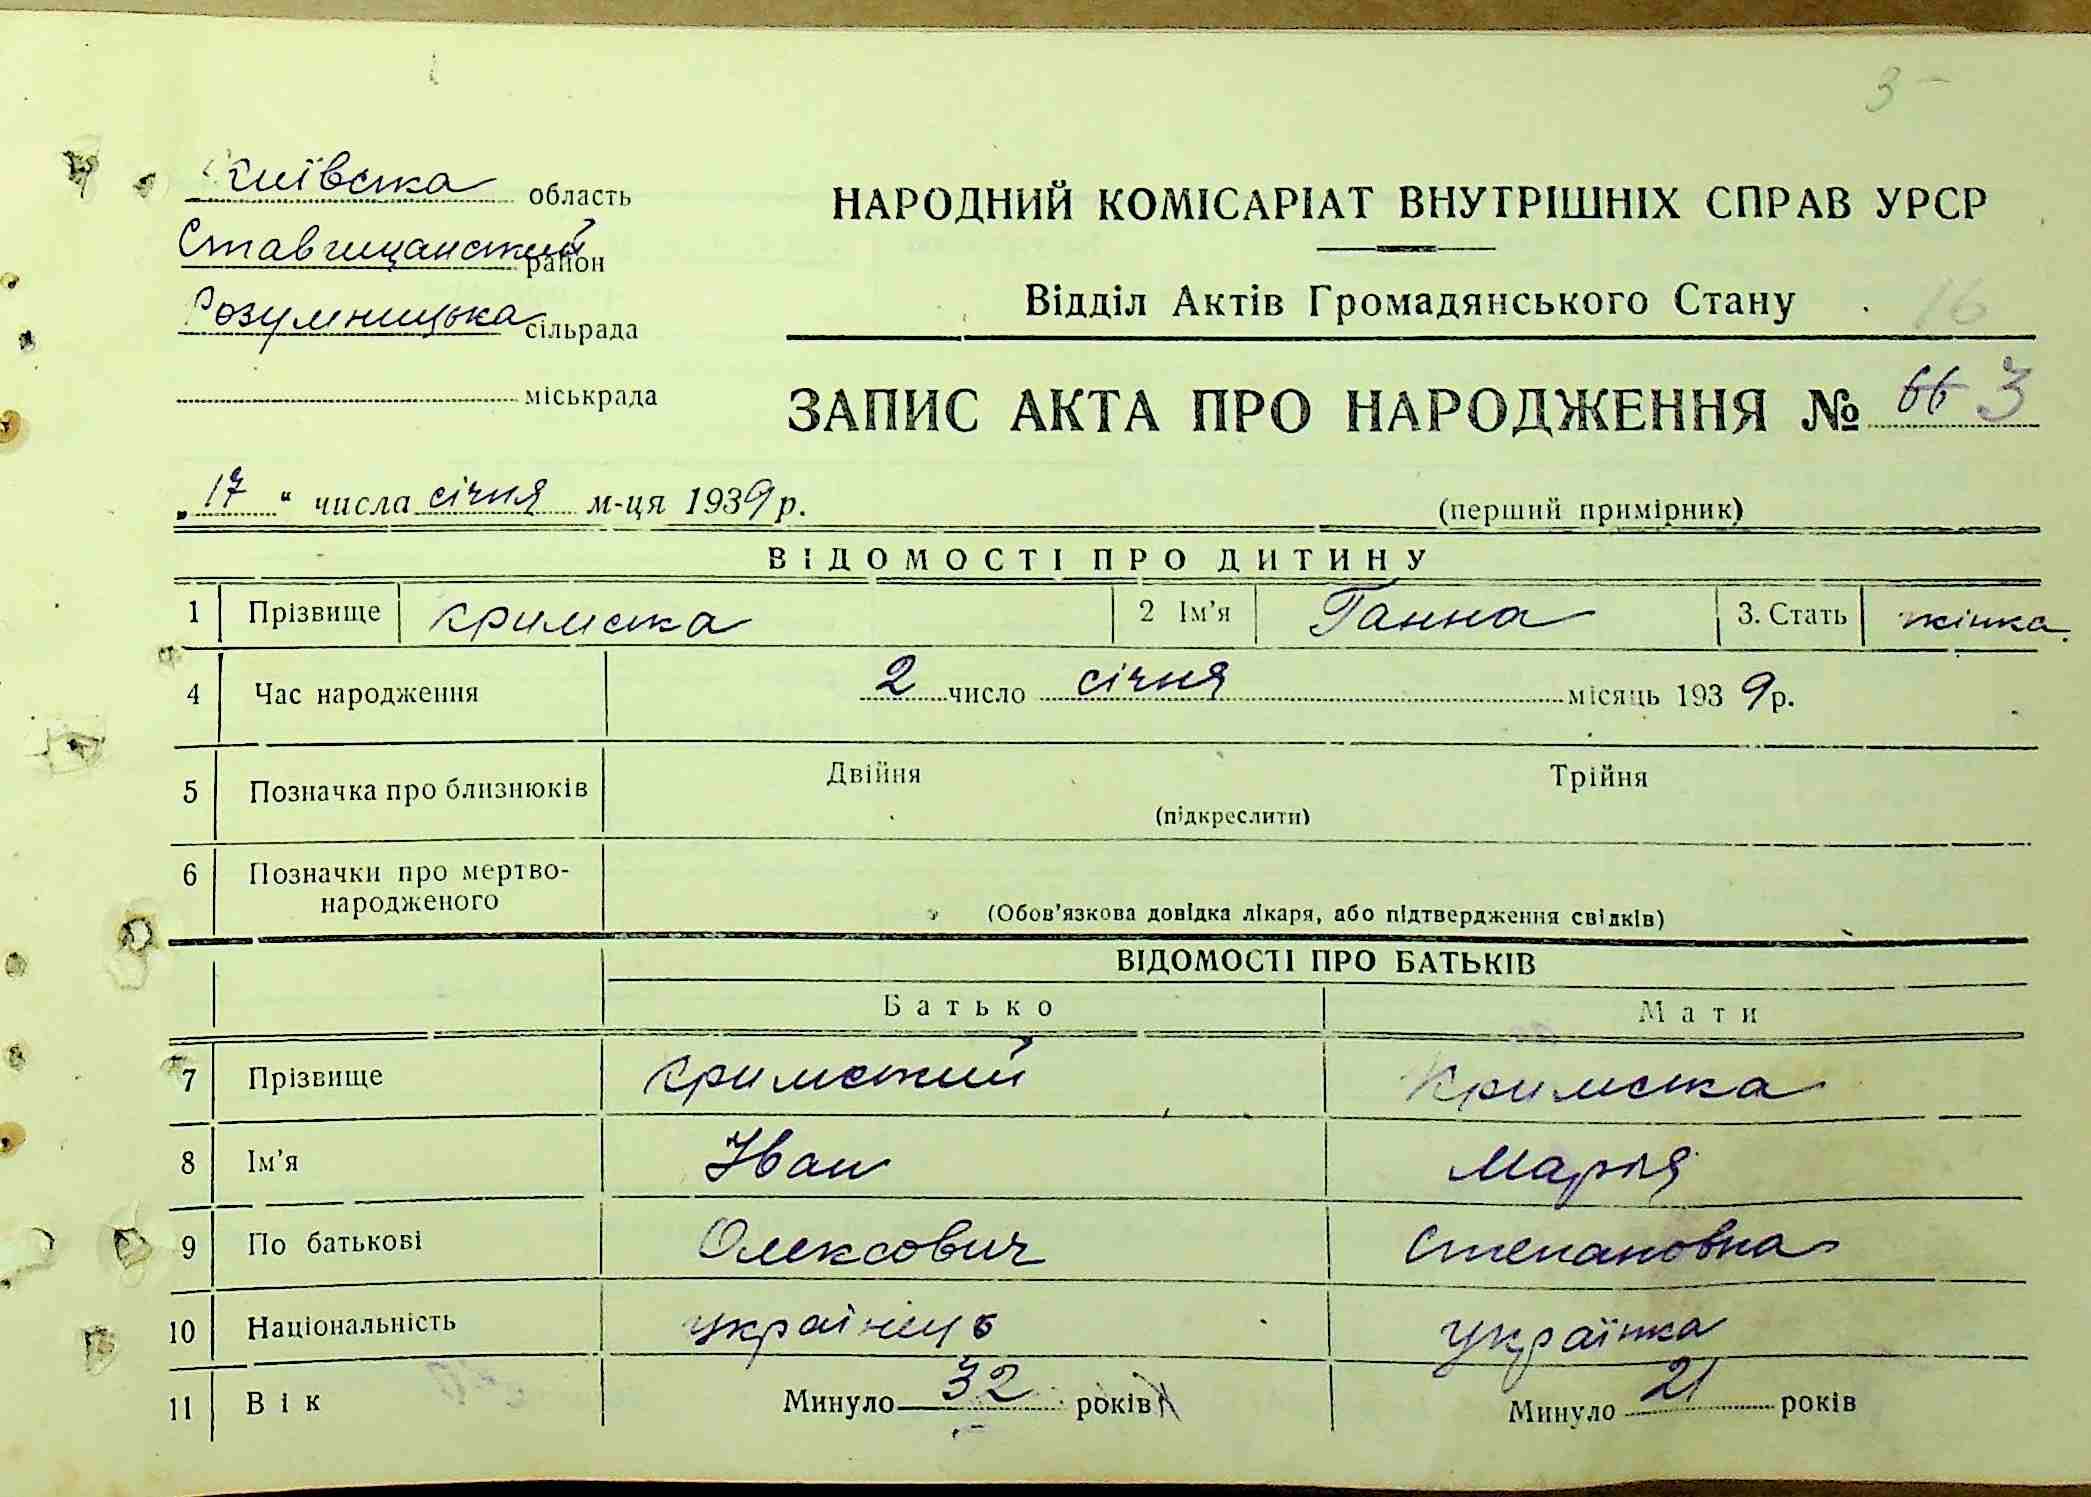 3
Київська область
Ставищанський район
Розумницька сільрада
міськрада
НАРОДНИЙ КОМІСАРІАТ ВНУТРІШНІХ СПРАВ УРСР
Відділ Актів Громадянського Стану
16
ЗАПИС АКТА ПРО НАРОДЖЕННЯ № 66 3
„17“ числа січня м-ця 1939 р.
(перший примірник)
ВІДОМОСТІ ПРО ДИТИНУ
1 Прізвище Кримська 2 Ім’я Ганна 3. Стать жінка.
4 Час народження 2 число січня місяць 1939 р.
5 Позначка про близнюків Двійня Трійня
(підкреслити)
6 Позначки про мертво-
народженого
(Обов’язкова довідка лікаря, або підтвердження свідків)
ВІДОМОСТІ ПРО БАТЬКІВ
Батько Мати
7 Прізвище Кримський Кримська
8 Ім’я Іван Марія
9 По батькові Олексович Степановна
10 Національність українець українка
11 Вік Минуло 32 років Минуло 21 років